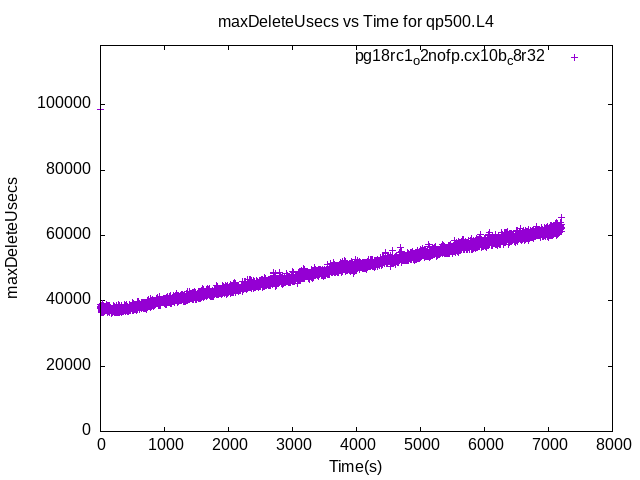 maxDeleteUsecs vs Time for qp500.L4
pg18rc1o2nofp.cx10bc8r32
100000
80000
60000
40000
20000
0
maxDeleteUsecs
0 1000 2000 3000 4000 5000 6000 7000 8000
Time(s)